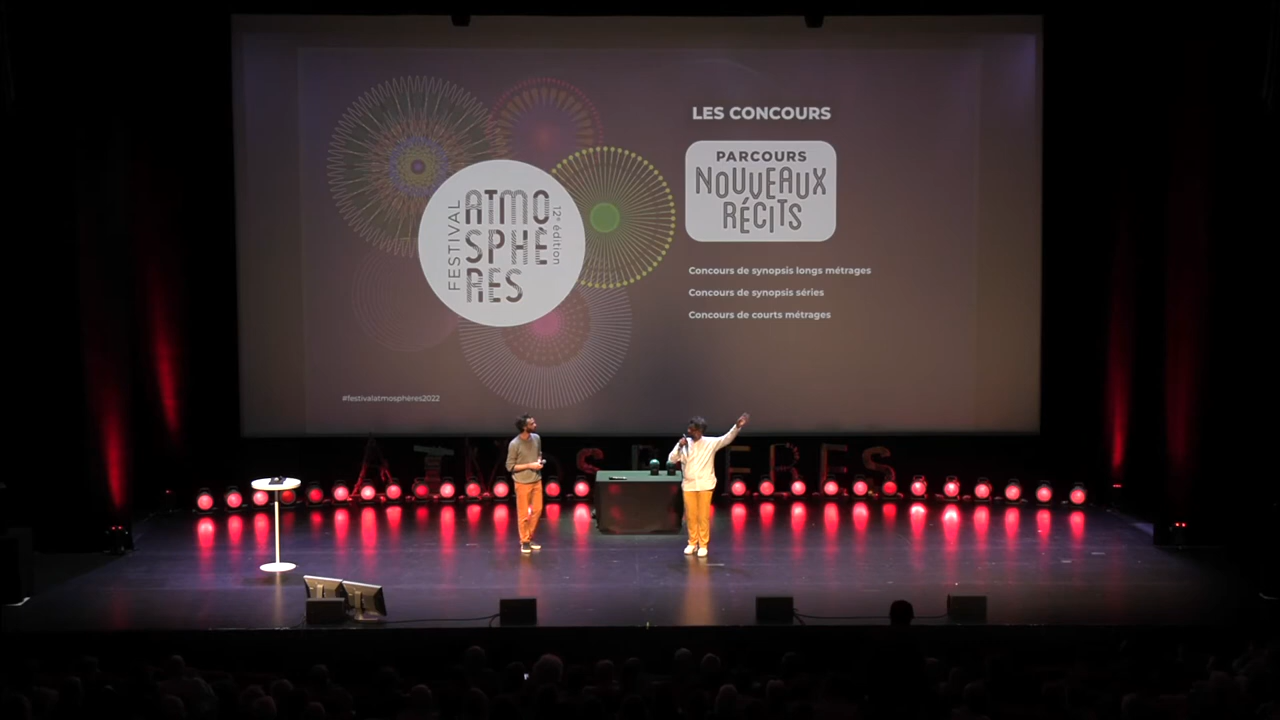 FESTIVAL
ATMO
SPHÈ
RES
12e édition
LES CONCOURS
PARCOURS
NOUVEAUX
RÉCITS
Concours de synopsis longs métrages
Concours de synopsis séries
Concours de courts métrages
#festivalatmosphères2022
ATMOSPHERES